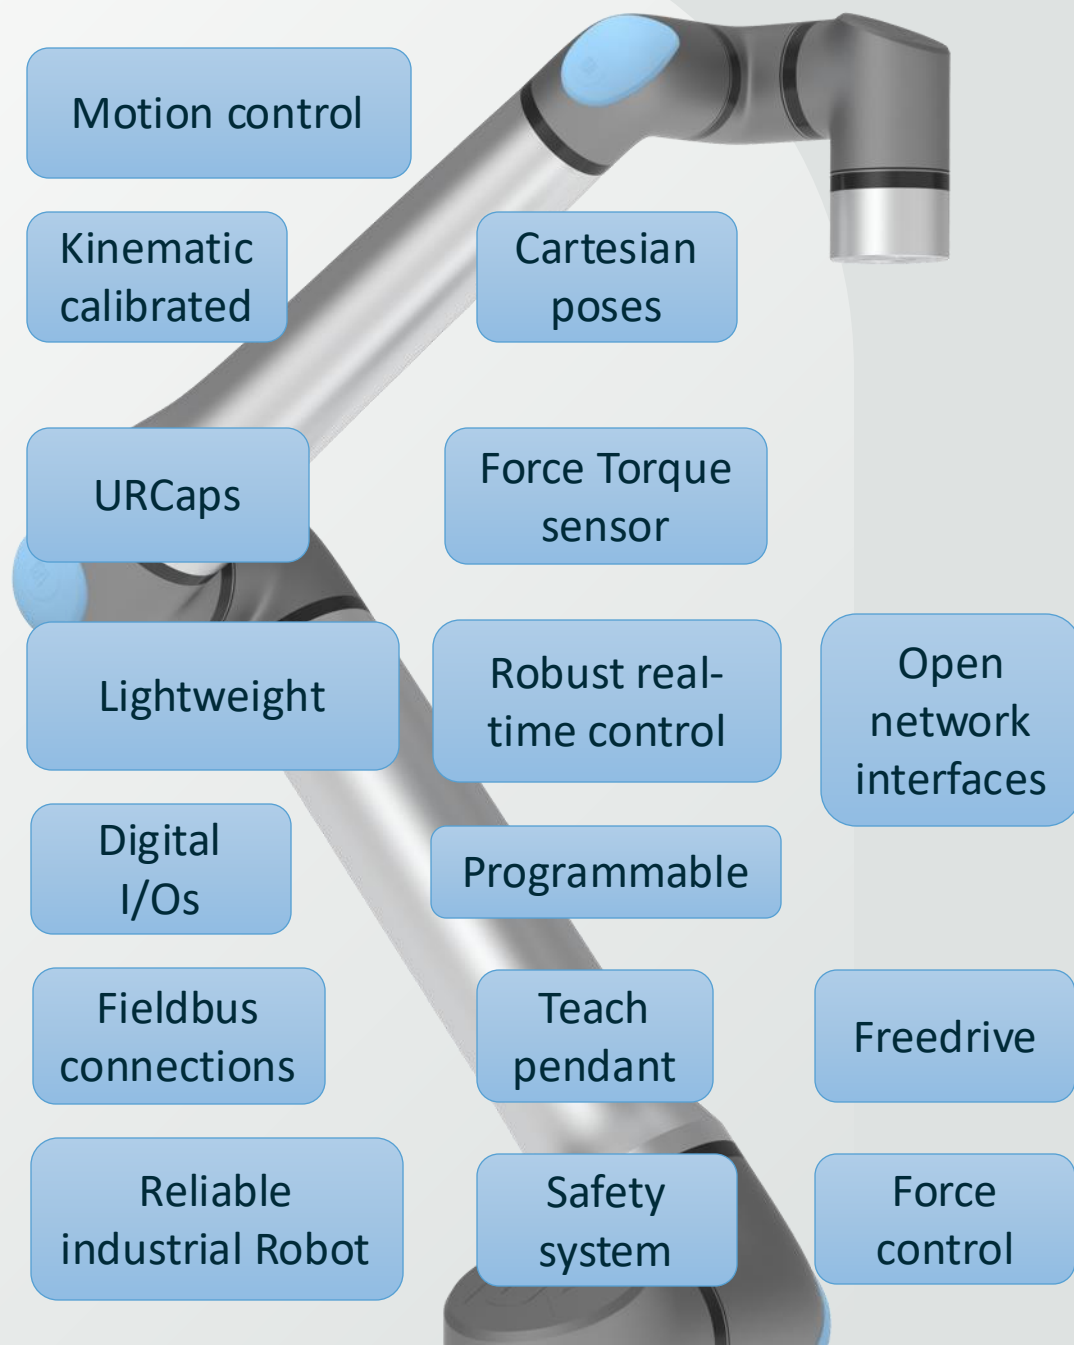 Motion control
Kinematic
calibrated
Cartesian
poses
URCaps
Force Torque
sensor
Lightweight
Robust real-
time control
Open
network
interfaces
Digital
I/Os
Programmable
Fieldbus
connections
Teach
pendant
Freedrive
Reliable
industrial Robot
Safety
system
Force
control